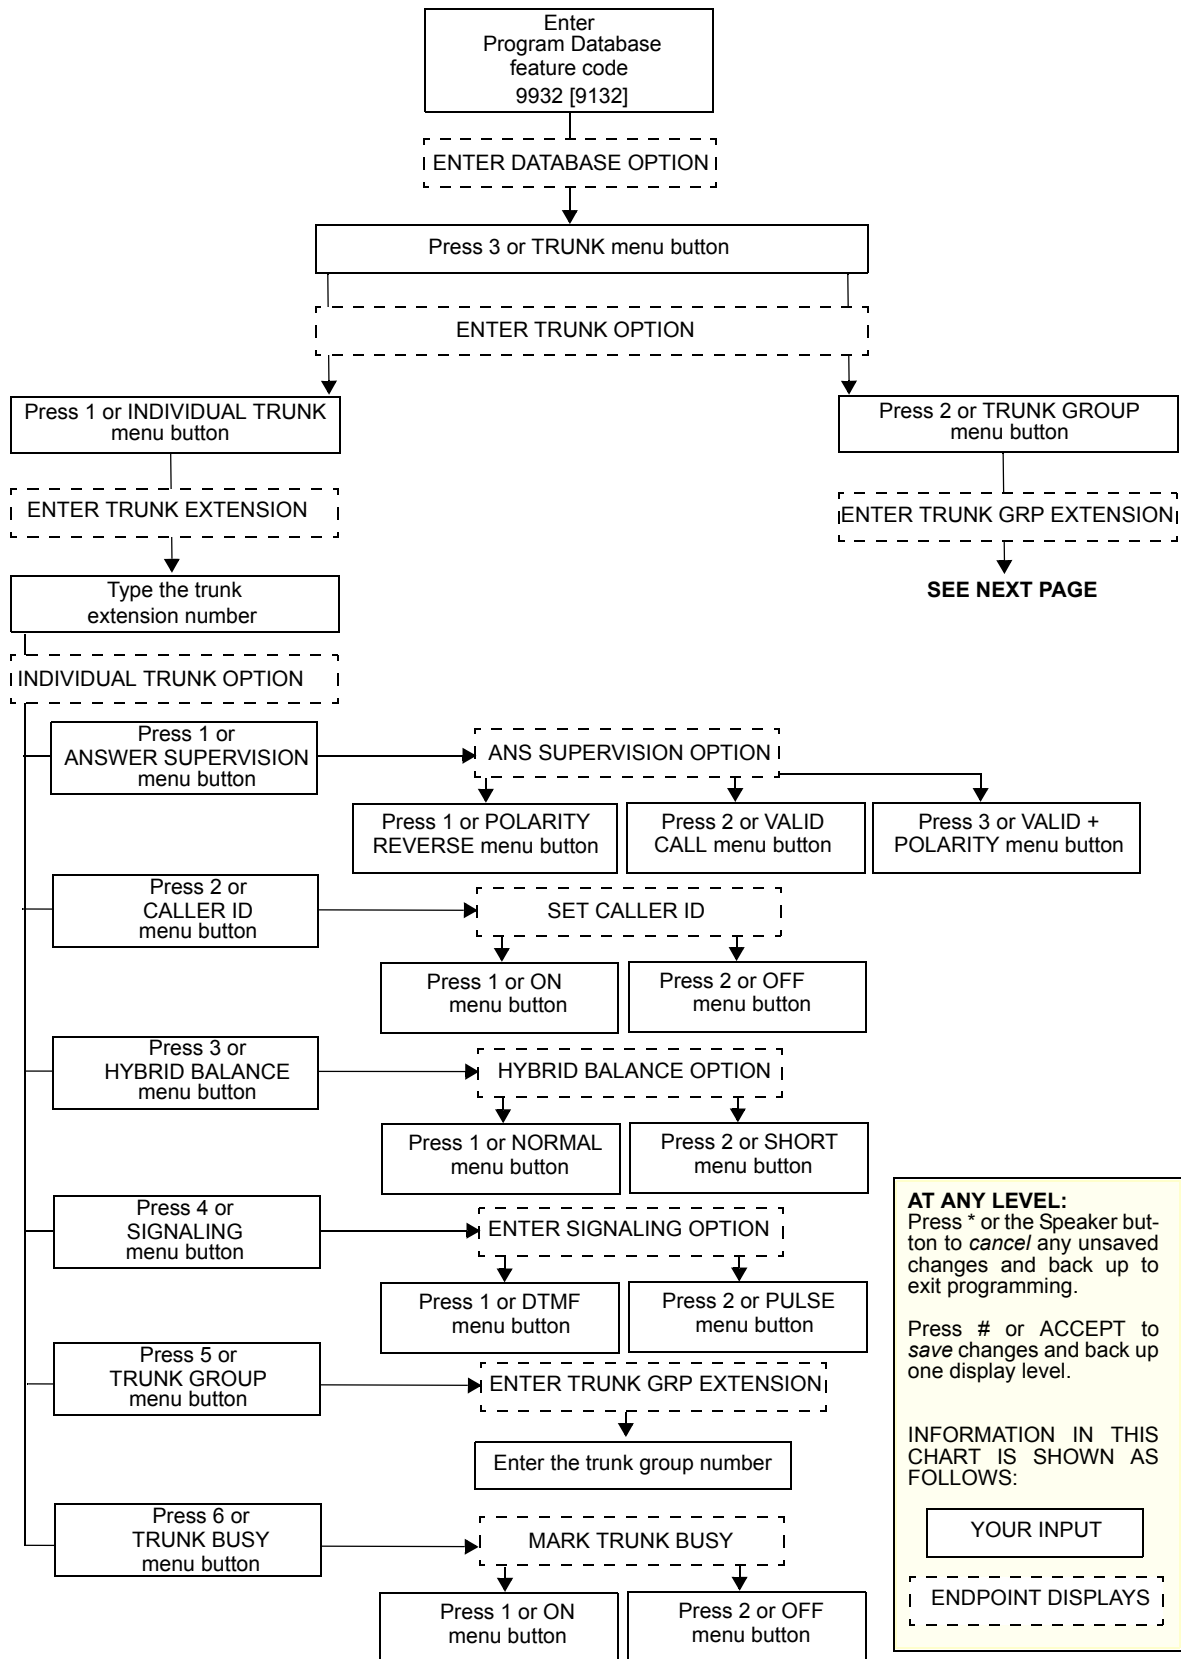 Enter
Program Database
feature code
9932 [9132]
ENTER DATABASE OPTION
Press 3 or TRUNK menu button
ENTER TRUNK OPTION
Press 1 or INDIVIDUAL TRUNK
menu button
Press 2 or TRUNK GROUP
menu button
ENTER TRUNK EXTENSION
ENTER TRUNK GRP EXTENSION
Type the trunk
extension number
SEE NEXT PAGE
INDIVIDUAL TRUNK OPTION
Press 1 or
ANSWER SUPERVISION
menu button
ANS SUPERVISION OPTION
Press 1 or POLARITY
REVERSE menu button
Press 2 or VALID
CALL menu button
Press 3 or VALID +
POLARITY menu button
Press 2 or
CALLER ID
menu button
SET CALLER ID
Press 1 or ON
menu button
Press 2 or OFF
menu button
Press 3 or
HYBRID BALANCE
menu button
HYBRID BALANCE OPTION
Press 1 or NORMAL
menu button
Press 2 or SHORT
menu button
Press 4 or
SIGNALING
menu button
ENTER SIGNALING OPTION
Press 1 or DTMF
menu button
Press 2 or PULSE
menu button
Press 5 or
TRUNK GROUP
menu button
ENTER TRUNK GRP EXTENSION
Enter the trunk group number
Press 6 or
TRUNK BUSY
menu button
MARK TRUNK BUSY
Press 1 or ON
menu button
Press 2 or OFF
menu button
AT ANY LEVEL:
Press * or the Speaker but-
ton to cancel any unsaved
changes and back up to
exit programming.
Press # or ACCEPT to
save changes and back up
one display level.
INFORMATION IN THIS
CHART IS SHOWN AS
FOLLOWS:
YOUR INPUT
ENDPOINT DISPLAYS